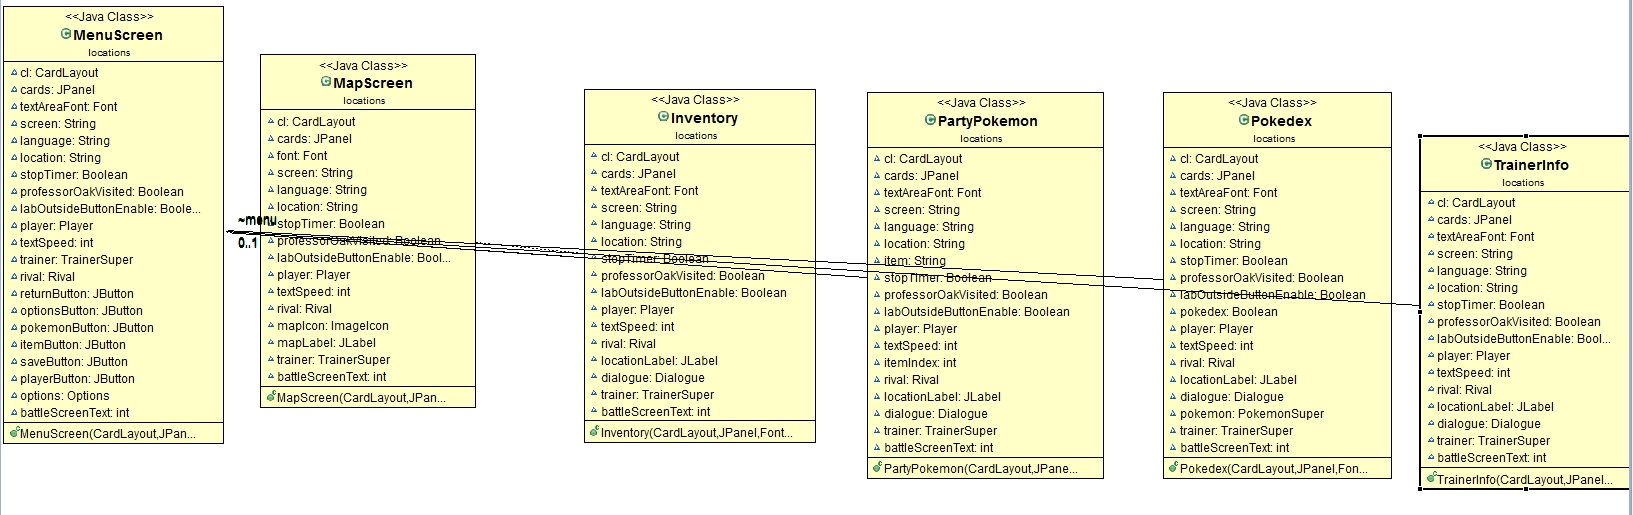 <<Java Class>>
MenuScreen
locations
cl: CardLayout
cards: JPanel
textAreaFont: Font
screen: String
language: String
location: String
stopTimer: Boolean
professorOakVisited: Boolean
labOutsideButtonEnable: Boole...
player: Player
textSpeed: int
trainer: TrainerSuper
rival: Rival
returnButton: JButton
optionsButton: JButton
pokemonButton: JButton
itemButton: JButton
saveButton: JButton
playerButton: JButton
options: Options
battleScreenText: int
MenuScreen(CardLayout,JPan...
~menu
0..1
<<Java Class>>
MapScreen
locations
cl: CardLayout
cards: JPanel
font: Font
screen: String
language: String
location: String
stopTimer: Boolean
professorOakVisited: Boolean
labOutsideButtonEnable: Bool...
player: Player
textSpeed: int
rival: Rival
mapIcon: ImageIcon
mapLabel: JLabel
trainer: TrainerSuper
battleScreenText: int
MapScreen(CardLayout,JPan...
<<Java Class>>
Inventory
locations
cl: CardLayout
cards: JPanel
textAreaFont: Font
screen: String
language: String
location: String
stopTimer: Boolean
professorOakVisited: Boolean
labOutsideButtonEnable: Boolean
player: Player
textSpeed: int
rival: Rival
locationLabel: JLabel
dialogue: Dialogue
trainer: TrainerSuper
battleScreenText: int
Inventory(CardLayout,JPanel,Font...
<<Java Class>>
PartyPokemon
locations
cl: CardLayout
cards: JPanel
textAreaFont: Font
screen: String
language: String
location: String
item: String
stopTimer: Boolean
professorOakVisited: Boolean
labOutsideButtonEnable: Boolean
player: Player
textSpeed: int
itemIndex: int
rival: Rival
locationLabel: JLabel
dialogue: Dialogue
trainer: TrainerSuper
battleScreenText: int
PartyPokemon(CardLayout,JPane...
<<Java Class>>
Pokedex
locations
cl: CardLayout
cards: JPanel
textAreaFont: Font
screen: String
language: String
location: String
stopTimer: Boolean
professorOakVisited: Boolean
labOutsideButtonEnable: Boolean
pokedex: Boolean
player: Player
textSpeed: int
rival: Rival
locationLabel: JLabel
dialogue: Dialogue
pokemon: PokemonSuper
trainer: TrainerSuper
battleScreenText: int
Pokedex(CardLayout,JPanel,Fon...
<<Java Class>>
TrainerInfo
locations
cl: CardLayout
cards: JPanel
textAreaFont: Font
screen: String
language: String
location: String
stopTimer: Boolean
professorOakVisited: Boolean
labOutsideButtonEnable: Bool...
player: Player
textSpeed: int
rival: Rival
locationLabel: JLabel
dialogue: Dialogue
trainer: TrainerSuper
battleScreenText: int
TrainerInfo(CardLayout,JPanel...